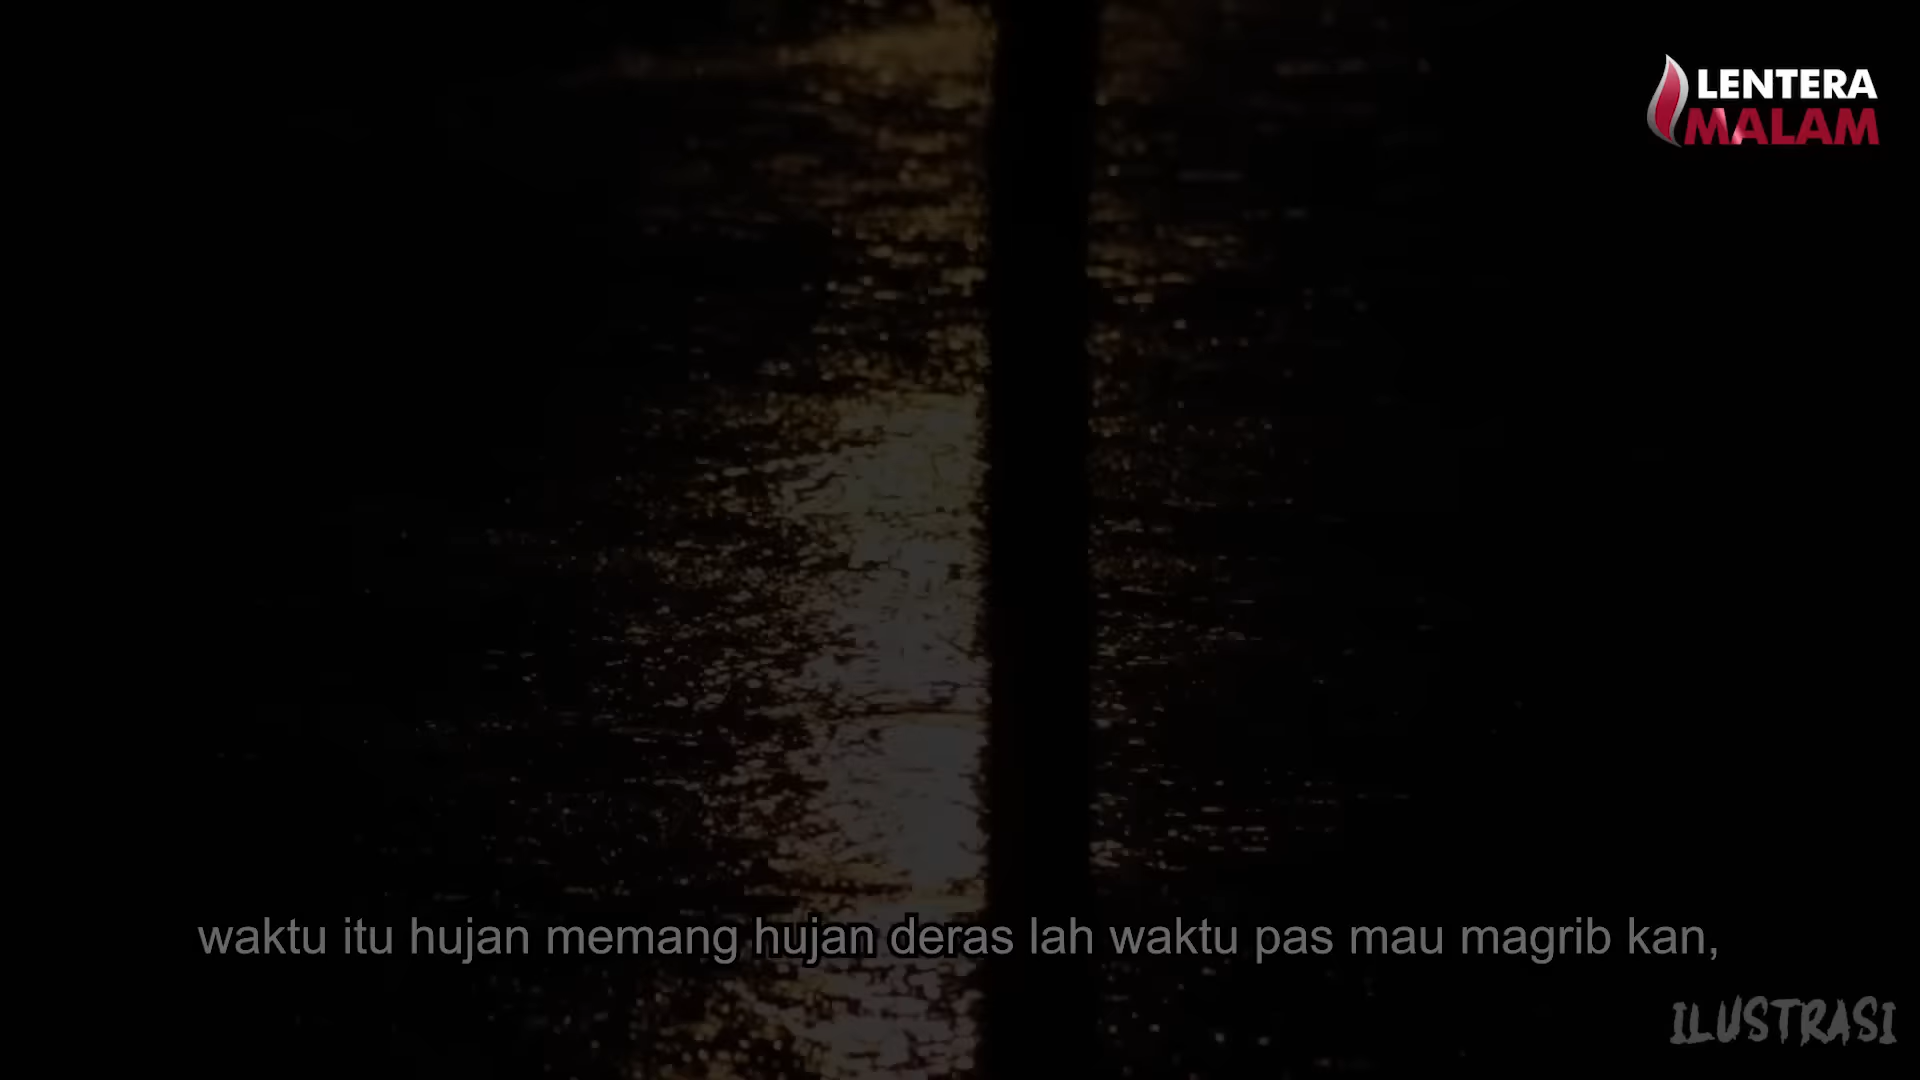 LENTERA
MALAM
waktu itu hujan memang hujan deras lah waktu pas mau magrib kan,
ILUSTRASI